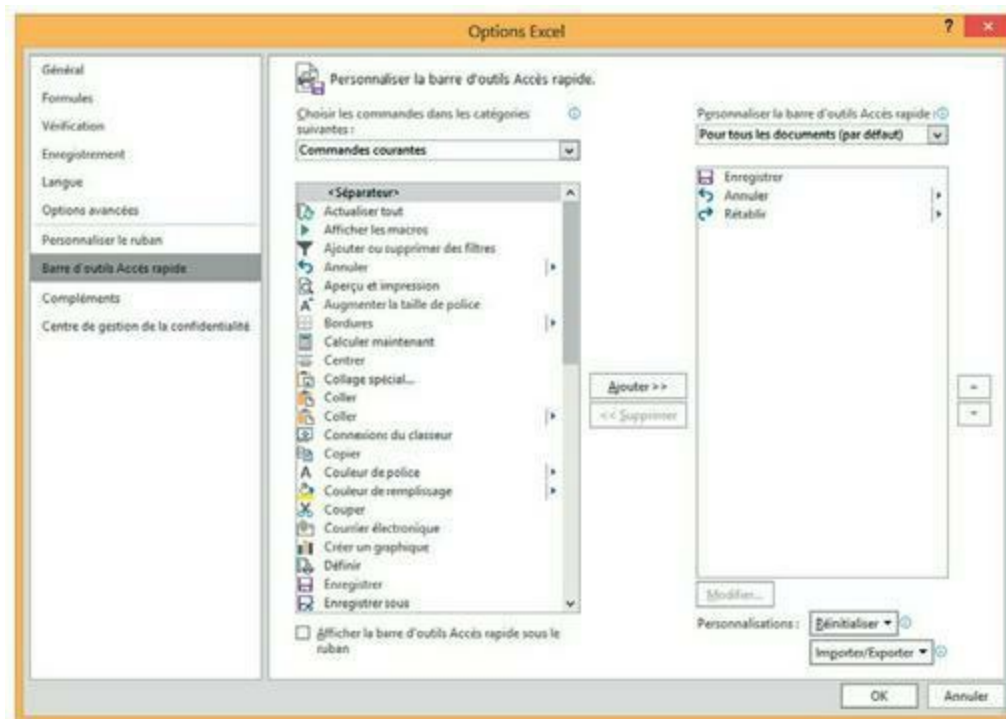 Options Excel
?
Général
Formules
Vérification
Enregistrement
Langue
Options avancées
Personnaliser le ruban
Barre d'outils Accès rapide
Compléments
Centre de gestion de la confidentialité
Personnaliser la barre d'outils Accès rapide.
Choisir les commandes dans les catégories
suivantes :
Commandes courantes
<Séparateur>
Actualiser tout
Afficher les macros
Ajouter ou supprimer des filtres
Annuler
Aperçu et impression
Augmenter la taille de police
Bordures
Calculer maintenant
Centrer
Collage spécial...
Coller
Coller
Connexions du classeur
Copier
Couleur de police
Couleur de remplissage
Couper
Courrier électronique
Créer un graphique
Définir
Enregistrer
Enregistrer sous
Afficher la barre d'outils Accès rapide sous le
ruban
Ajouter >>
<< Supprimer
Personnaliser la barre d'outils Accès rapide :
Pour tous les documents (par défaut)
Enregistrer
Annuler
Rétablir
Modifier...
Personnalisations :
Réinitialiser
Importer/Exporter
OK
Annuler